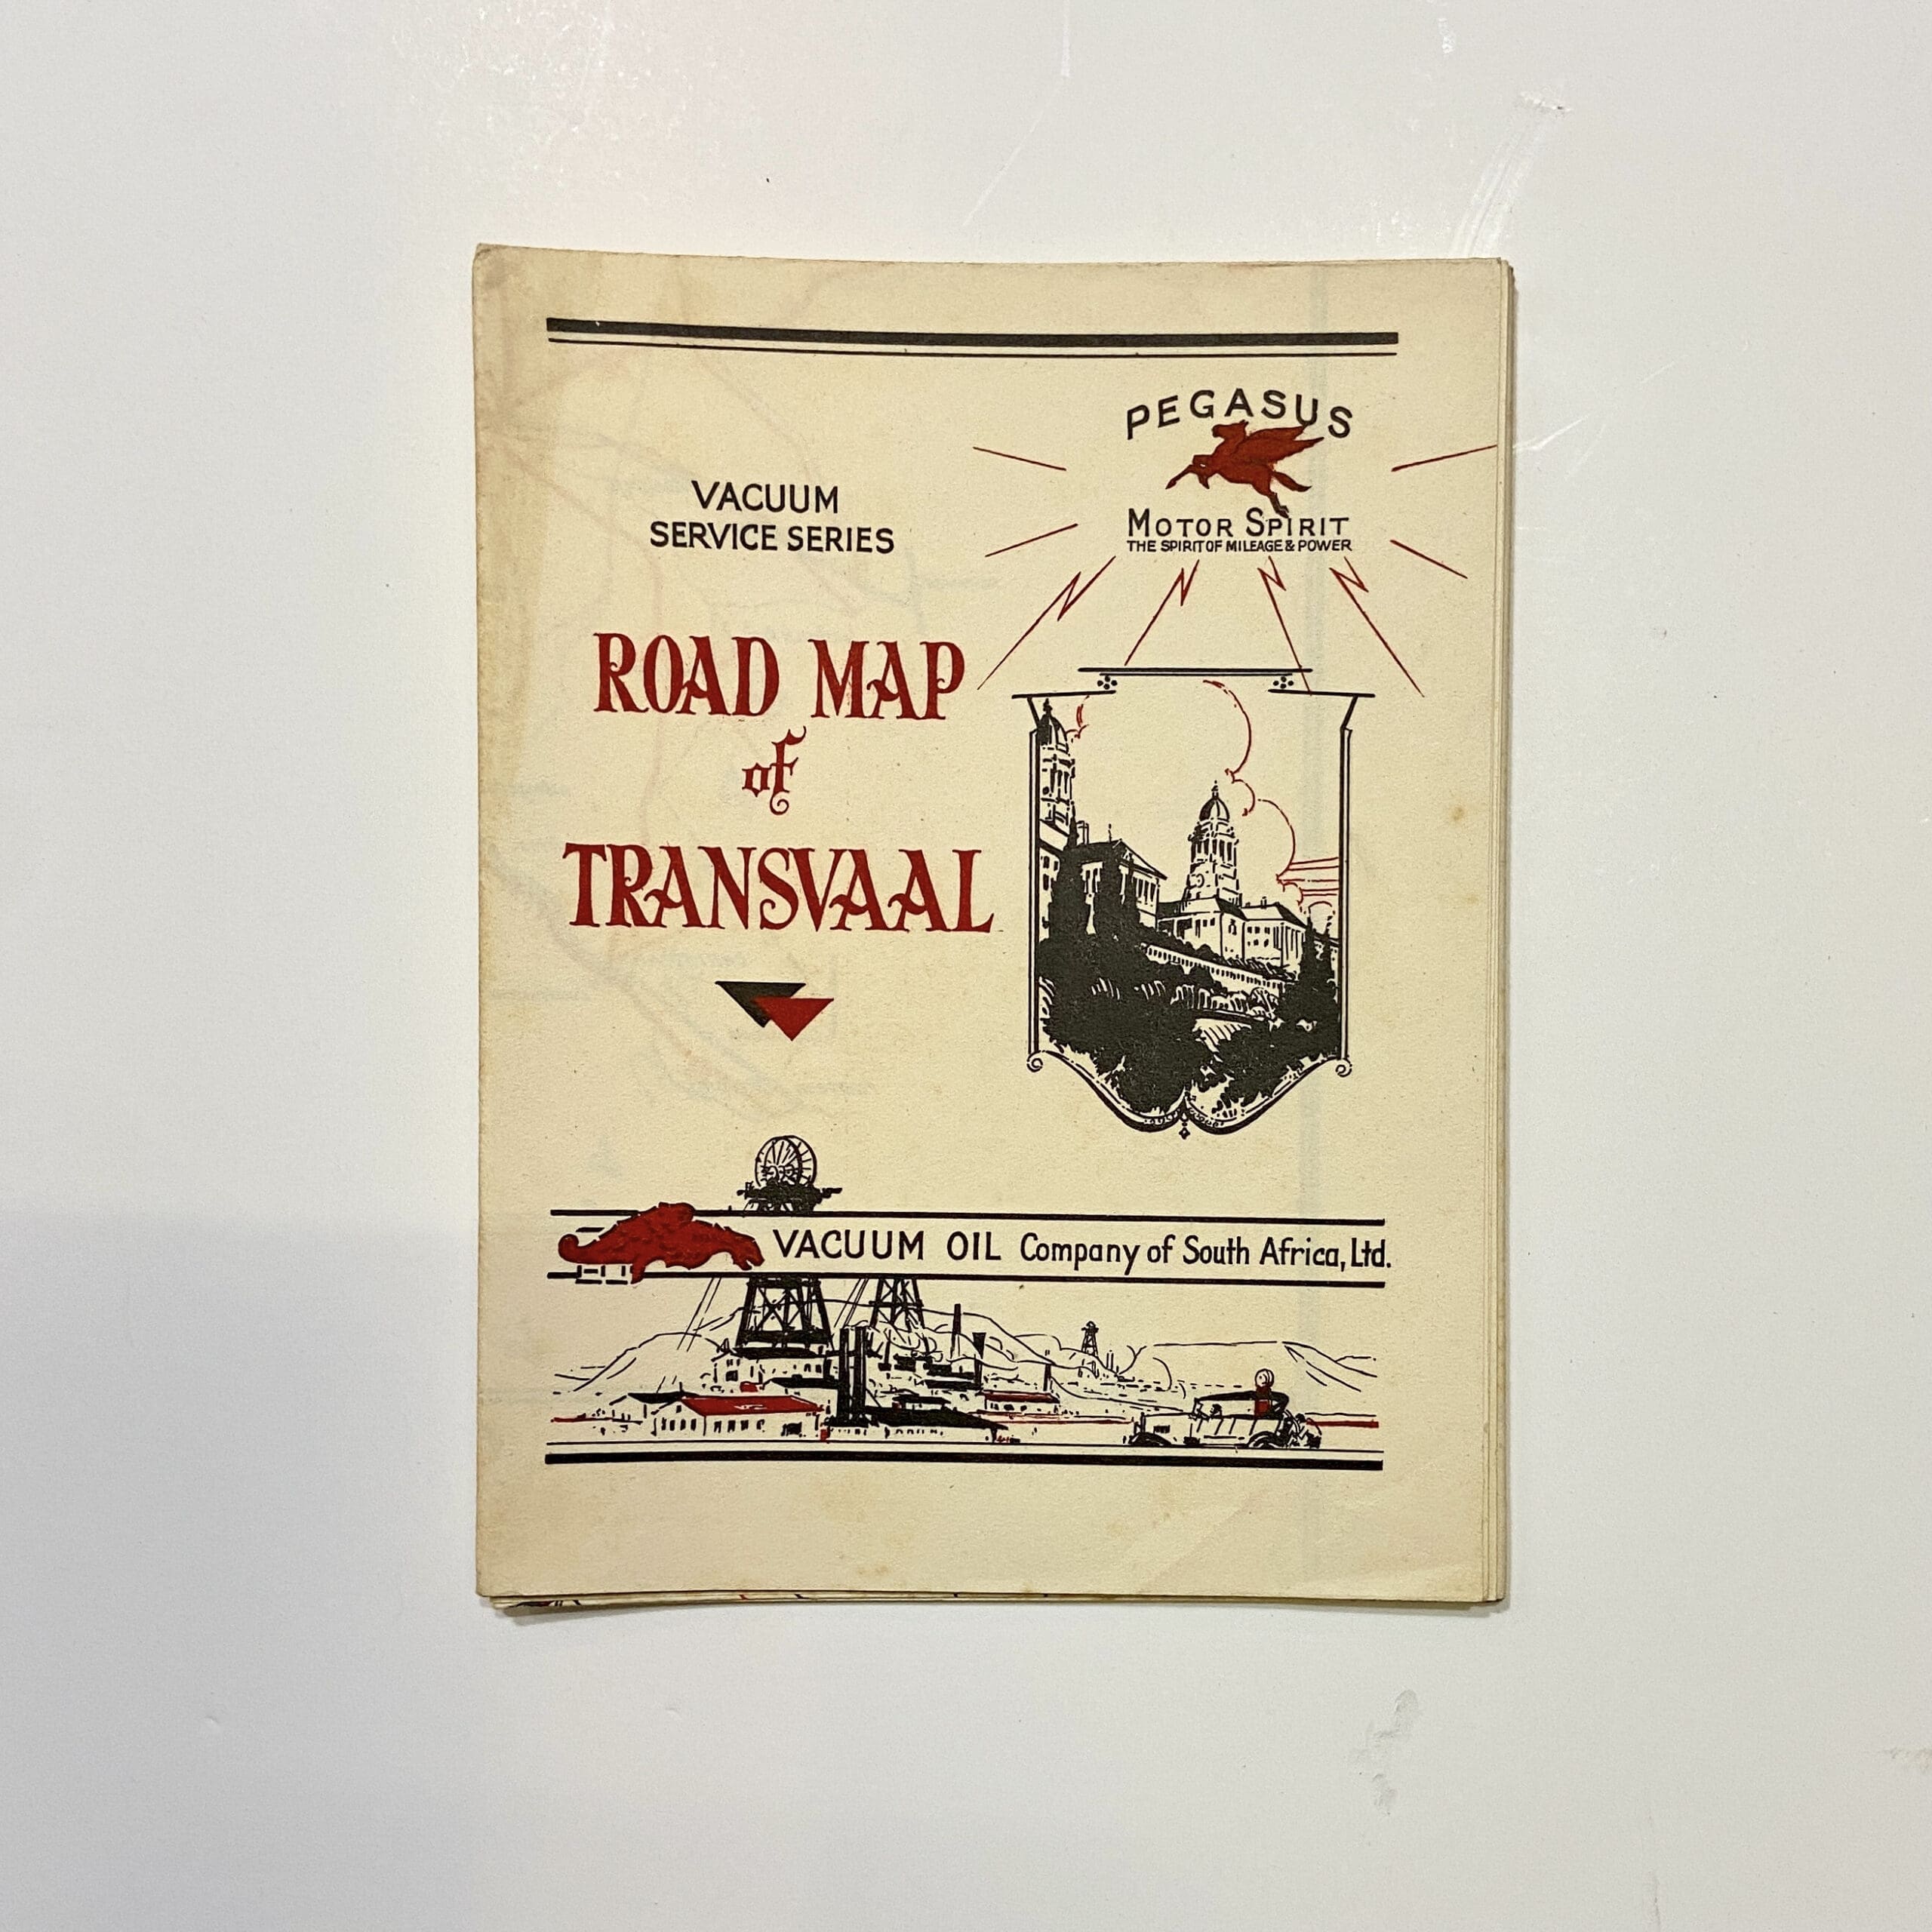 PEGASUS
MOTOR SPIRIT
THE SPIRIT OF MILEAGE & POWER
VACUUM
SERVICE SERIES
ROAD MAP
of
TRANSVAAL
VACUUM OIL Company of South Africa, Ltd.